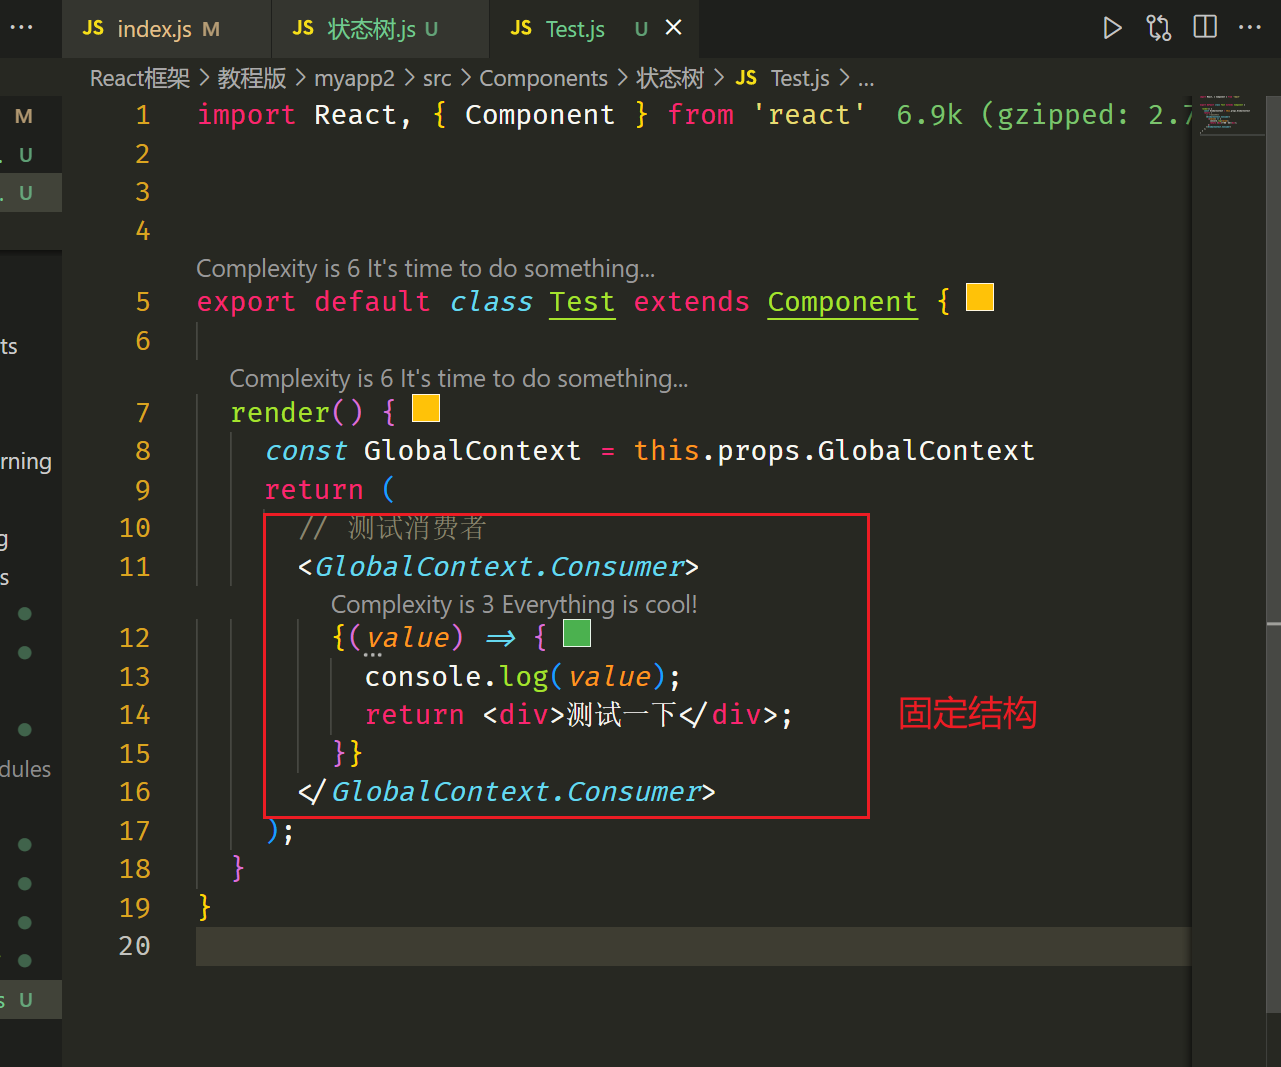 JS index.js M JS 状态树.js U JS Test.js U
React框架 > 教程版 > myapp2 > src > Components > 状态树 > JS Test.js > ...
M
U
U
ts
rning
g
s
dules
s U
1 import React, { Component } from 'react' 6.9k (gzipped: 2.7
2
3
4
Complexity is 6 It's time to do something...
5 export default class Test extends Component {
6
Complexity is 6 It's time to do something...
7 render() {
8 const GlobalContext = this.props.GlobalContext
9 return (
10 // 测试消费者
11 <GlobalContext.Consumer>
Complexity is 3 Everything is cool!
12 {(value) => {
13 console.log(value);
14 return <div>测试一下</div>;
15 }}
16 </GlobalContext.Consumer>
17 );
18 }
19 }
20
固定结构